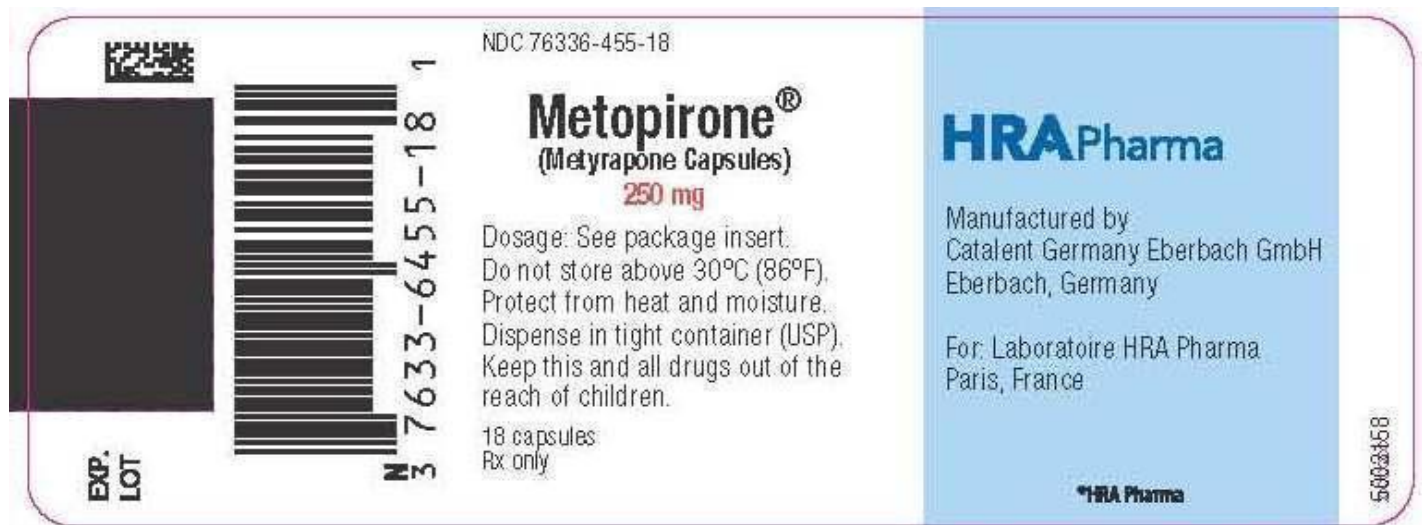 NDC 76336-455-18
Metopirone®
(Metyrapone Capsules)
250 mg
Dosage: See package insert.
Do not store above 30ºC (86ºF).
Protect from heat and moisture.
Dispense in tight container (USP).
Keep this and all drugs out of the
reach of children.
18 capsules
Rx only
EXP.
LOT
N
3 7633-6455-18 1
HRAPharma
Manufactured by
Catalent Germany Eberbach GmbH
Eberbach, Germany
For: Laboratoire HRA Pharma
Paris, France
*HRA Pharma